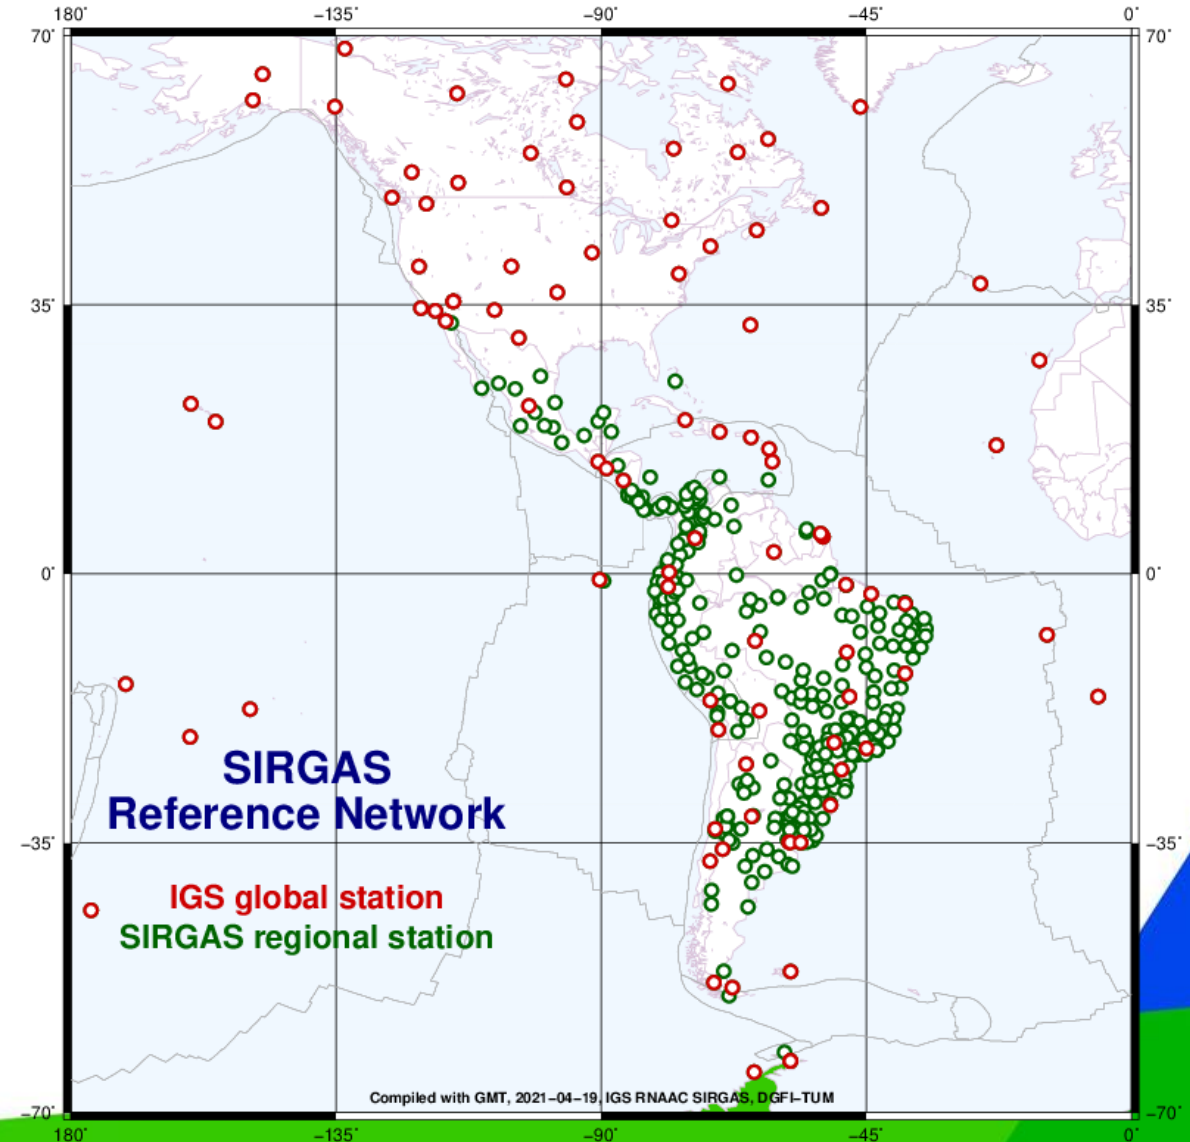 180° −135° −90° −45° 0°
70° 70°
35° 35°
0° 0°
SIRGAS
Reference Network
−35° −35°
IGS global station
SIRGAS regional station
Compiled with GMT, 2021−04−19, IGS RNAAC SIRGAS, DGFI−TUM
−70° −70°
180° −135° −90° −45° 0°